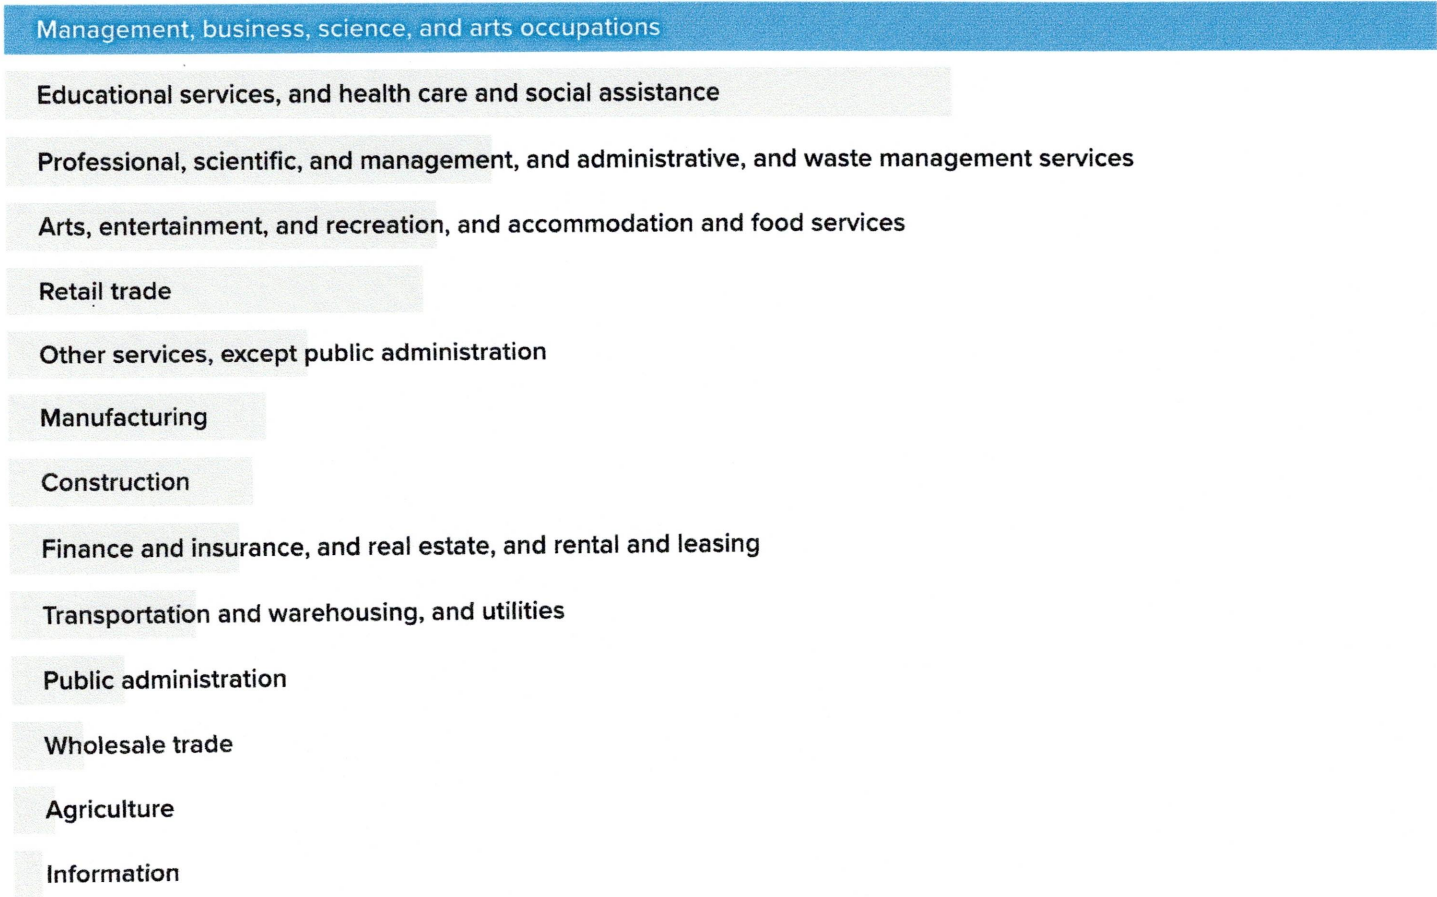 Management, business, science, and arts occupations
Educational services, and health care and social assistance
Professional, scientific, and management, and administrative, and waste management services
Arts, entertainment, and recreation, and accommodation and food services
Retail trade
Other services, except public administration
Manufacturing
Construction
Finance and insurance, and real estate, and rental and leasing
Transportation and warehousing, and utilities
Public administration
Wholesale trade
Agriculture
Information